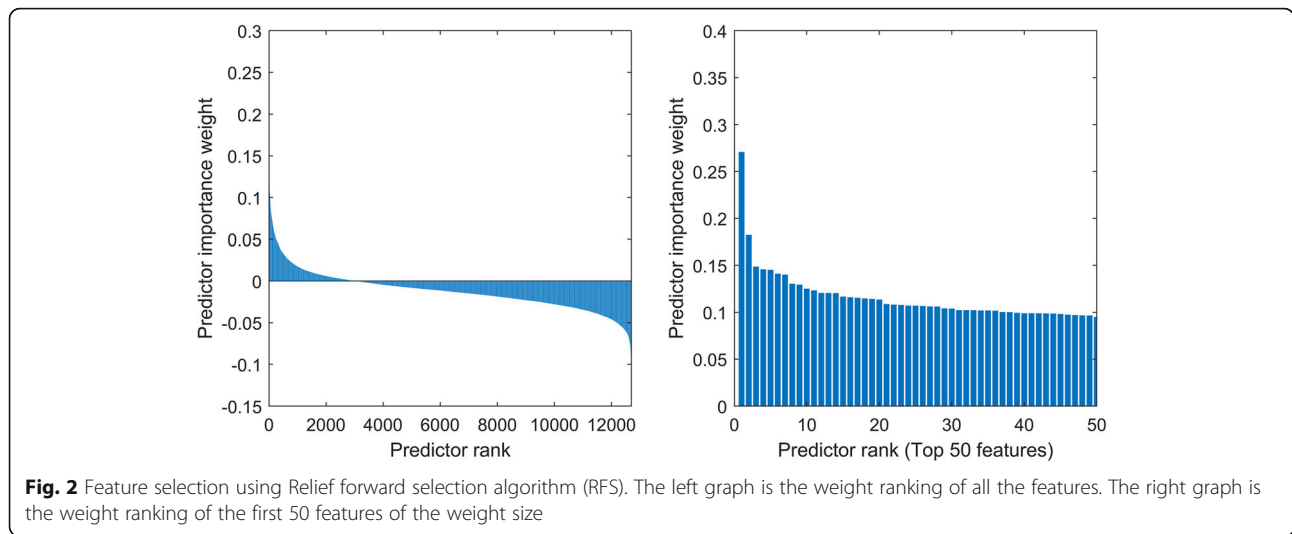 0.3
0.25
0.2
0.15
0.1
0.05
0
-0.05
-0.1
-0.15
Predictor importance weight
0 2000 4000 6000 8000 10000 12000
Predictor rank
0.4
0.35
0.3
0.25
0.2
0.15
0.1
0.05
0
Predictor importance weight
0 10 20 30 40 50
Predictor rank (Top 50 features)
Fig. 2 Feature selection using Relief forward selection algorithm (RFS). The left graph is the weight ranking of all the features. The right graph is
the weight ranking of the first 50 features of the weight size